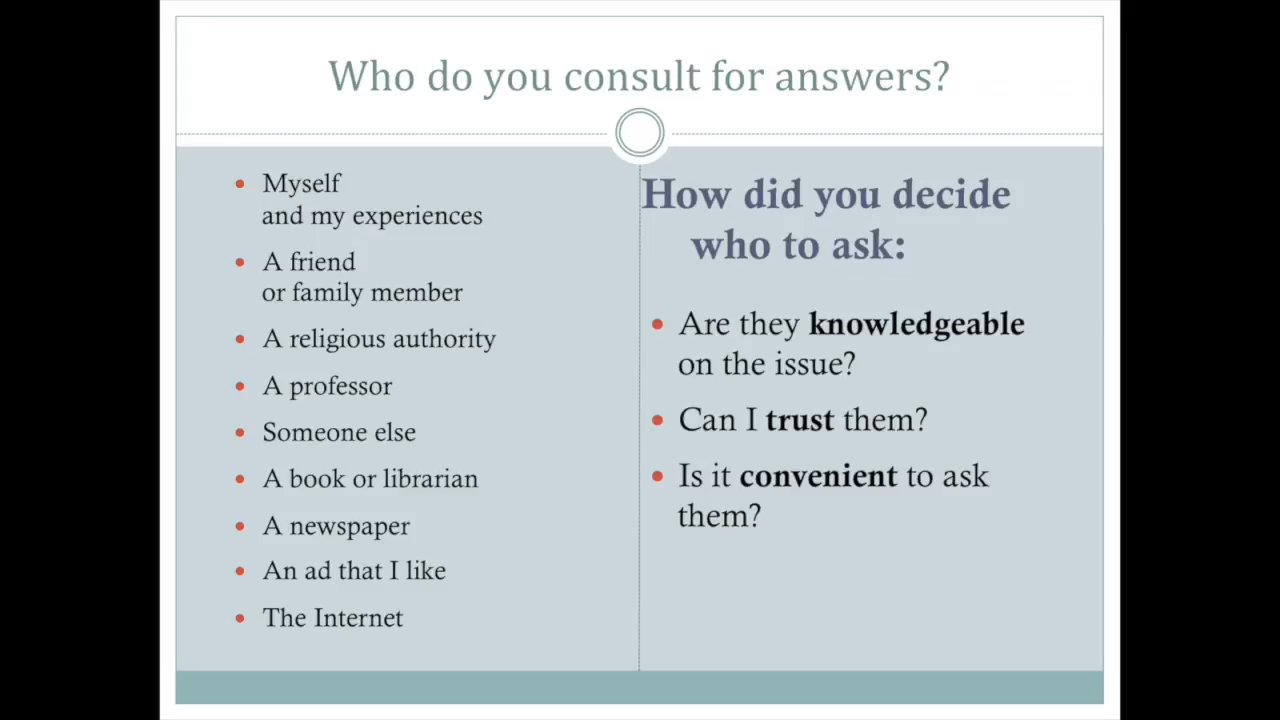 Who do you consult for answers?
• Myself
and my experiences
• A friend
or family member
• A religious authority
• A professor
• Someone else
• A book or librarian
• A newspaper
• An ad that I like
• The Internet
How did you decide
who to ask:
• Are they knowledgeable
on the issue?
• Can I trust them?
• Is it convenient to ask
them?